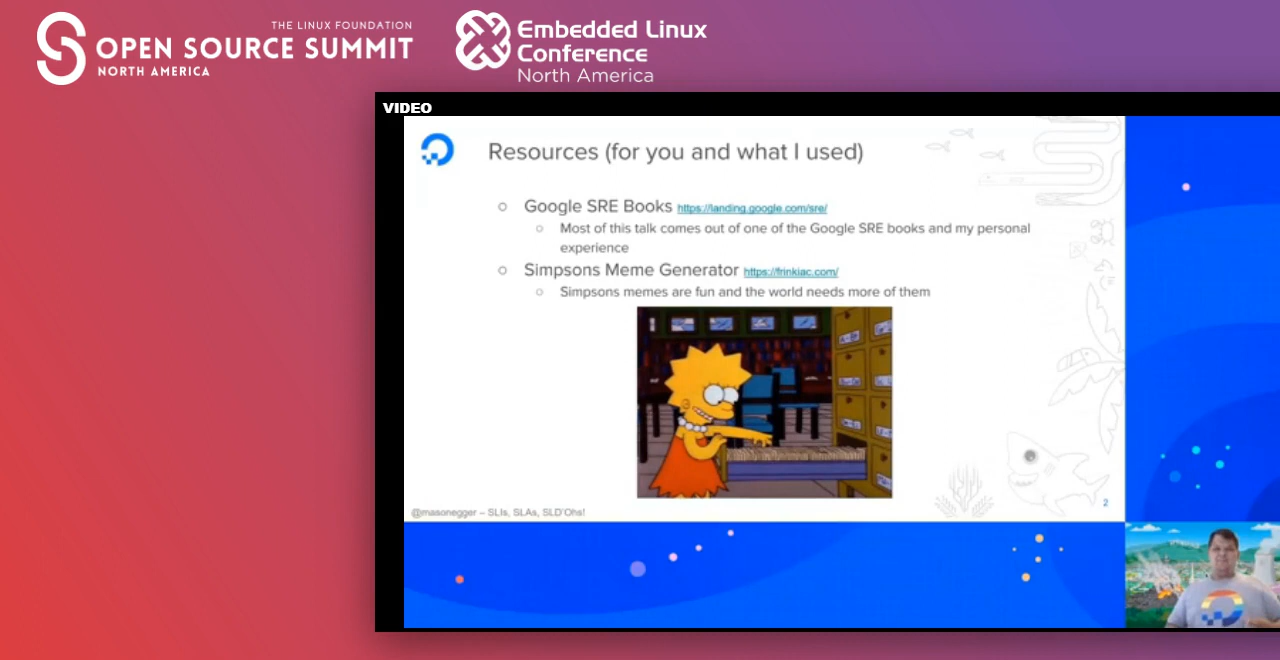 THE LINUX FOUNDATION
OPEN SOURCE SUMMIT
NORTH AMERICA
Embedded Linux
Conference
North America
VIDEO
Resources (for you and what I used)
Google SRE Books https://landing.google.com/sre/
Most of this talk comes out of one of the Google SRE books and my personal
experience
Simpsons Meme Generator https://frinkiac.com/
Simpsons memes are fun and the world needs more of them
@masonegger – SLIs, SLAs, SLD'Ohs!
2